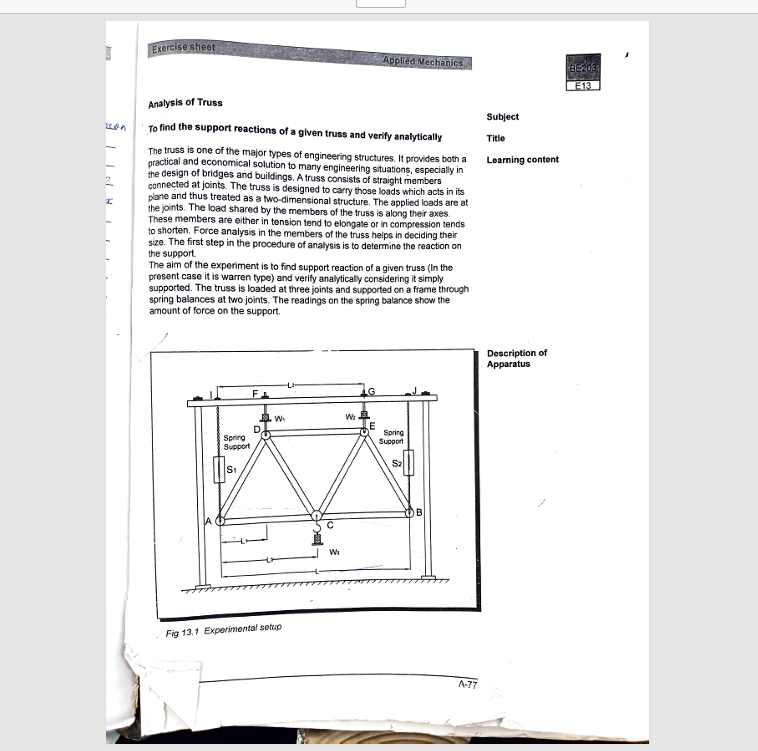 Exercise sheet
Applied Mechanics
BE203
E13
Analysis of Truss
Subject
To find the support reactions of a given truss and verify analytically
Title
Learning content
The truss is one of the major types of engineering structures. It provides both a
practical and economical solution to many engineering situations, especially in
the design of bridges and buildings. A truss consists of straight members
connected at joints. The truss is designed to carry those loads which acts in its
plane and thus treated as a two-dimensional structure. The applied loads are at
the joints. The load shared by the members of the truss is along their axes.
These members are either in tension tend to elongate or in compression tends
to shorten. Force analysis in the members of the truss helps in deciding their
size. The first step in the procedure of analysis is to determine the reaction on
the support.
The aim of the experiment is to find support reaction of a given truss (In the
present case it is warren type) and verify analytically considering it simply
supported. The truss is loaded at three joints and supported on a frame through
spring balances at two joints. The readings on the spring balance show the
amount of force on the support.
Description of
Apparatus
I
F
G
J
W1
W2
D
E
Spring
Support
Spring
Support
S1
S2
A
B
C
W3
L
Fig 13.1 Experimental setup
A-77